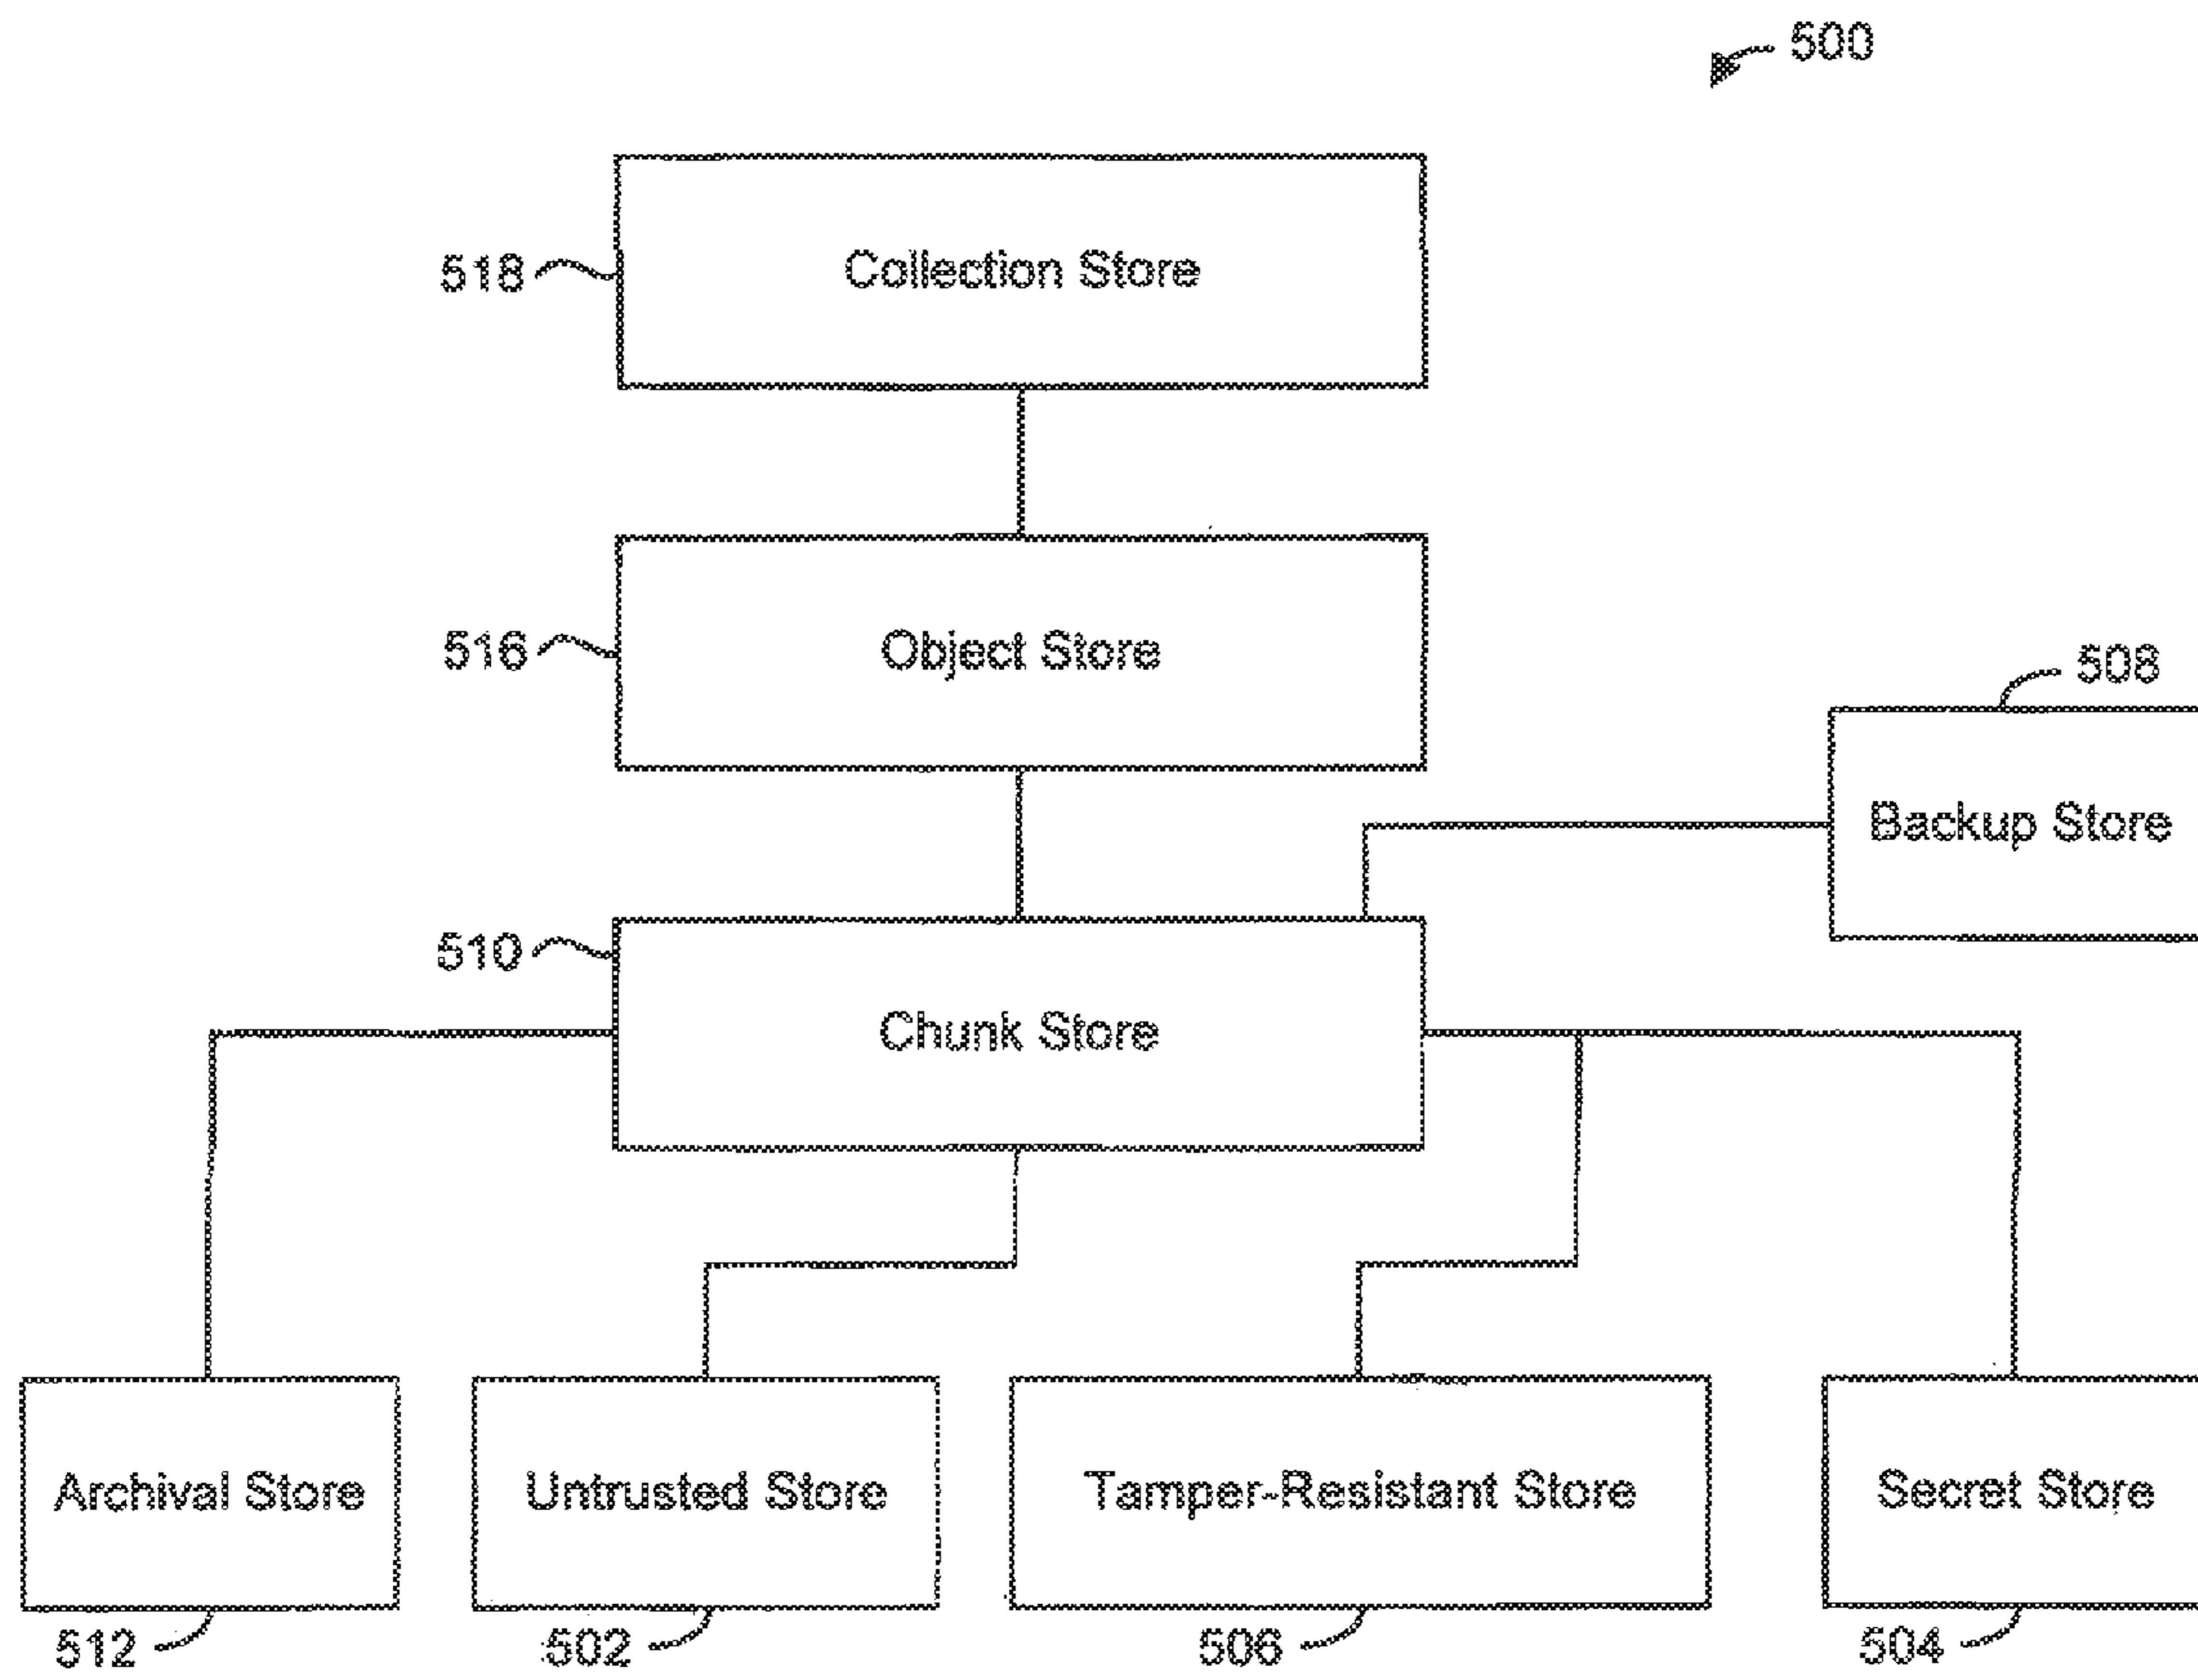 500
518
Collection Store
516
Object Store
508
Backup Store
510
Chunk Store
Archival Store
Untrusted Store
Tamper-Resistant Store
Secret Store
512
502
506
504